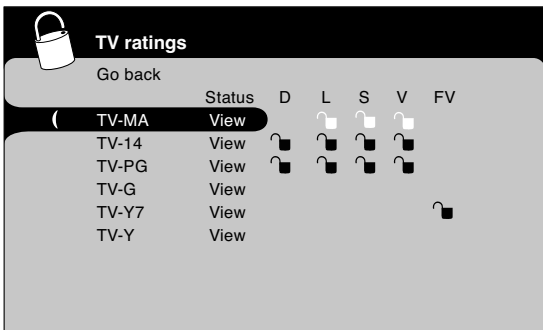 TV ratings
Go back
Status D L S V FV
TV-MA View
TV-14 View
TV-PG View
TV-G View
TV-Y7 View
TV-Y View